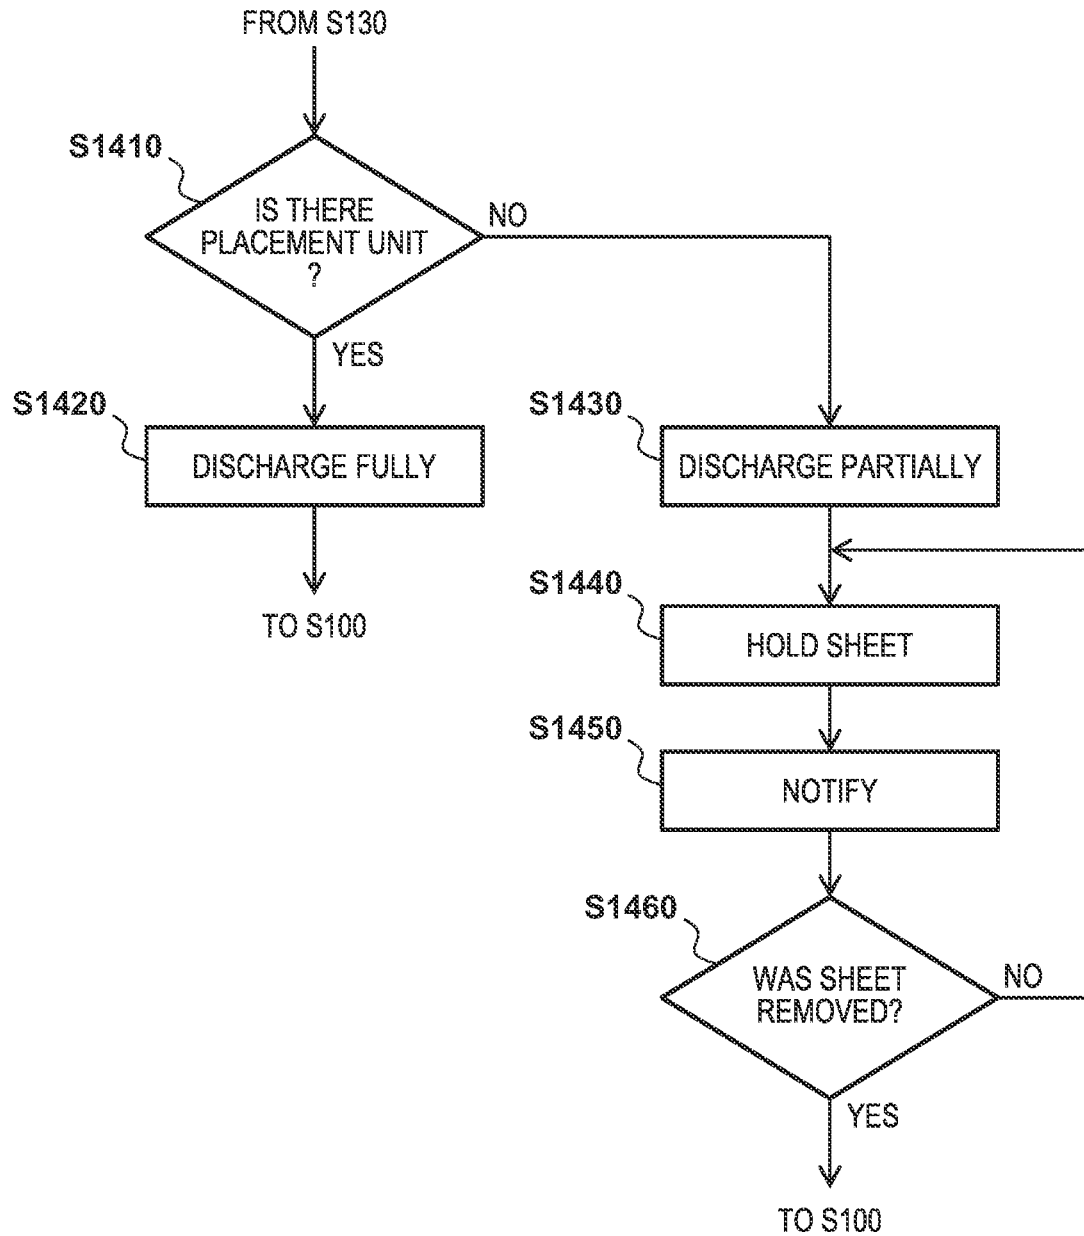 FROM S130
S1410
IS THERE
PLACEMENT UNIT
?
NO
YES
S1420
DISCHARGE FULLY
TO S100
S1430
DISCHARGE PARTIALLY
S1440
HOLD SHEET
S1450
NOTIFY
S1460
WAS SHEET
REMOVED?
NO
YES
TO S100